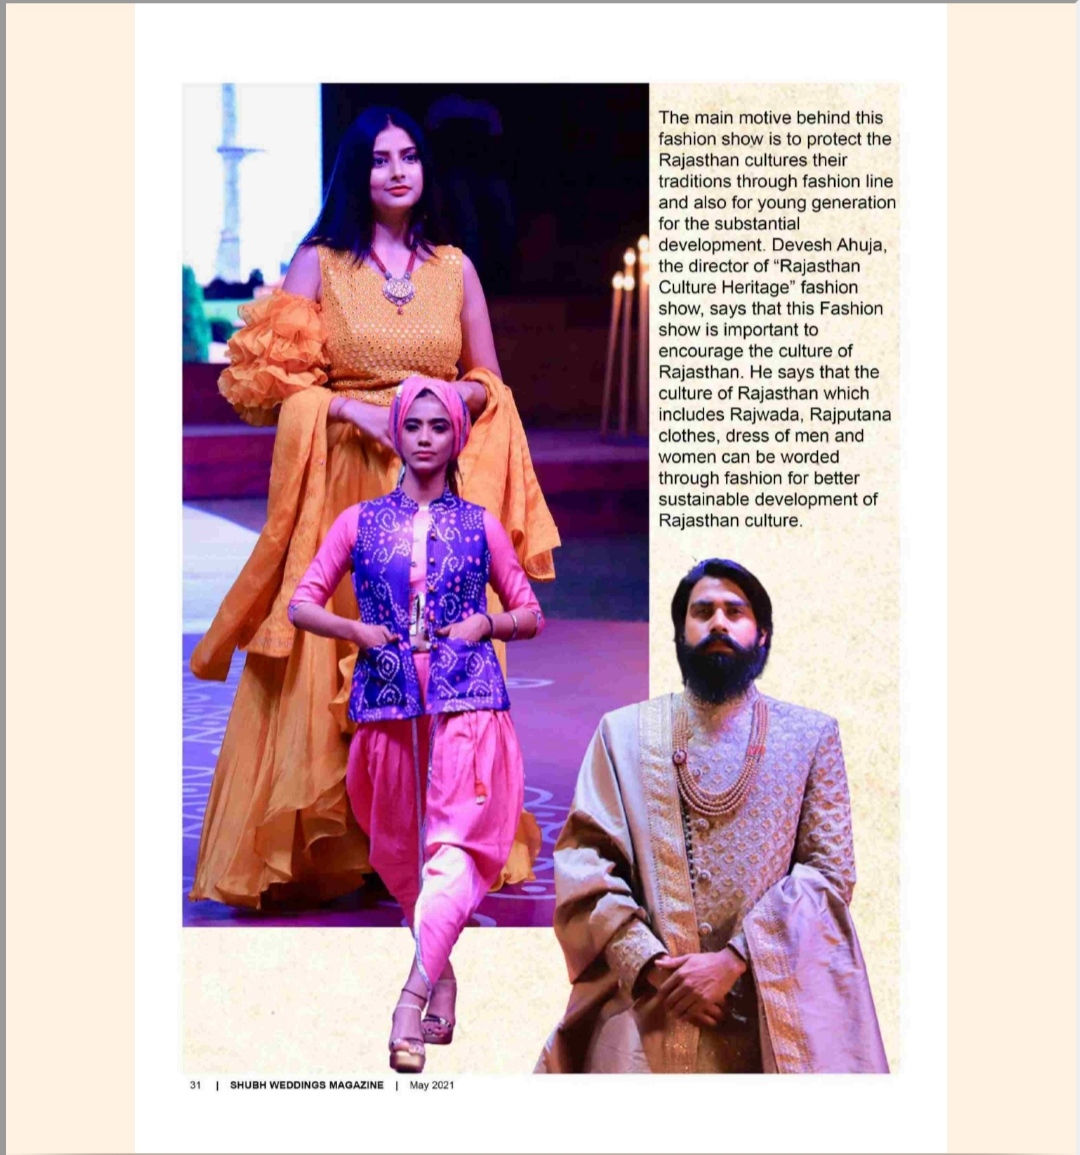 The main motive behind this
fashion show is to protect the
Rajasthan cultures their
traditions through fashion line
and also for young generation
for the substantial
development. Devesh Ahuja,
the director of “Rajasthan
Culture Heritage” fashion
show, says that this Fashion
show is important to
encourage the culture of
Rajasthan. He says that the
culture of Rajasthan which
includes Rajwada, Rajputana
clothes, dress of men and
women can be worded
through fashion for better
sustainable development of
Rajasthan culture.
31 | SHUBH WEDDINGS MAGAZINE | May 2021